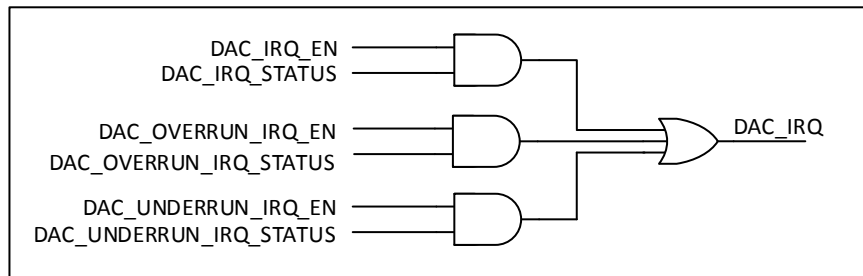 DAC_IRQ_EN
DAC_IRQ_STATUS
DAC_OVERRUN_IRQ_EN
DAC_OVERRUN_IRQ_STATUS
DAC_UNDERRUN_IRQ_EN
DAC_UNDERRUN_IRQ_STATUS
DAC_IRQ